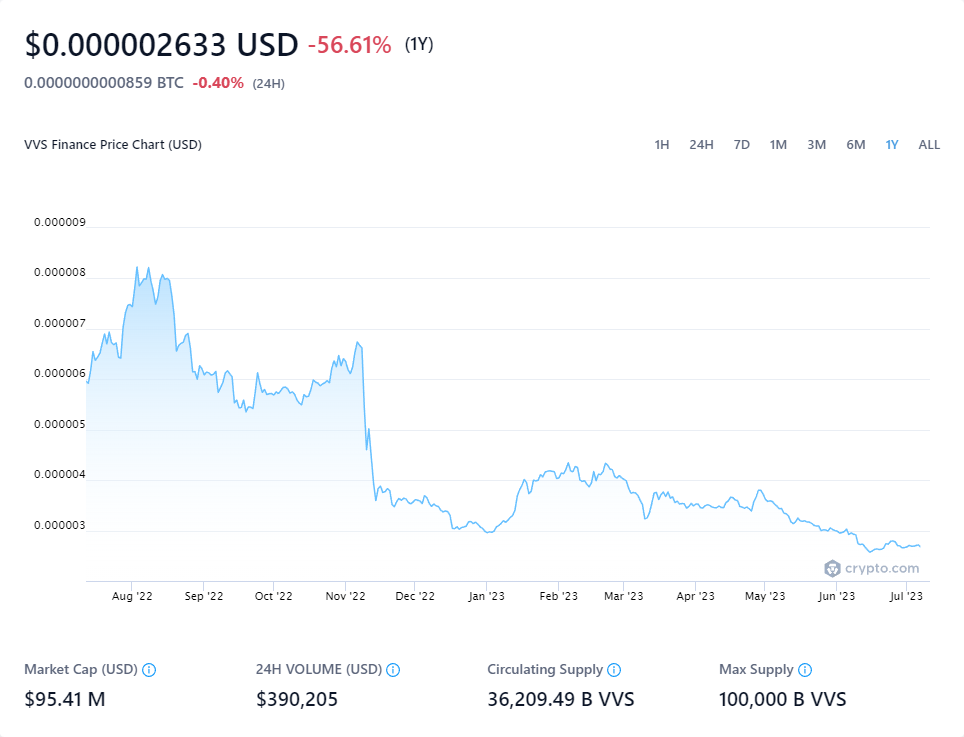 $0.000002633 USD -56.61% (1Y)
0.0000000000859 BTC -0.40% (24H)
VVS Finance Price Chart (USD) 1H 24H 7D 1M 3M 6M 1Y ALL
0.000009
0.000008
0.000007
0.000006
0.000005
0.000004
0.000003
crypto.com
Aug '22 Sep '22 Oct '22 Nov '22 Dec '22 Jan '23 Feb '23 Mar '23 Apr '23 May '23 Jun '23 Jul '23
Market Cap (USD) 24H VOLUME (USD) Circulating Supply Max Supply
$95.41 M $390,205 36,209.49 B VVS 100,000 B VVS